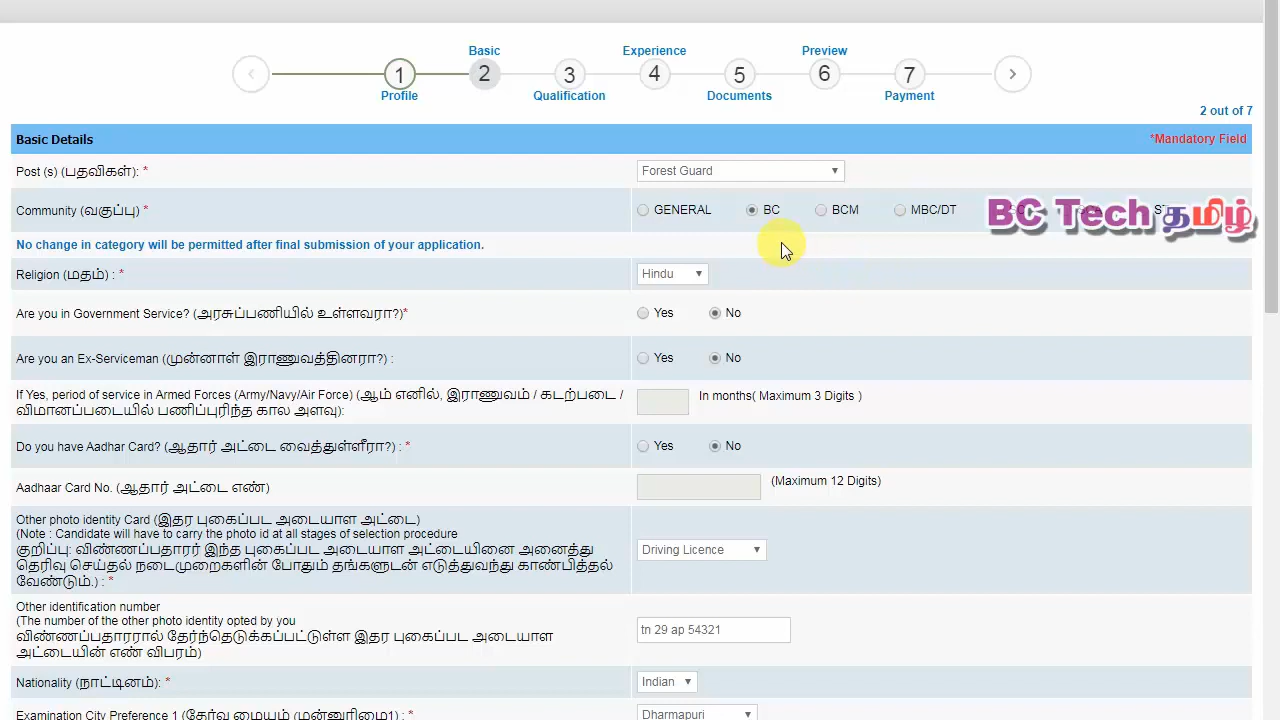 Basic Experience Preview
1 2 3 4 5 6 7
Profile Qualification Documents Payment
2 out of 7
Basic Details *Mandatory Field
Post (s) (பதவிகள்): * Forest Guard
Community (வகுப்பு) * GENERAL BC BCM MBC/DT
BC Tech தமிழ்
No change in category will be permitted after final submission of your application.
Religion (மதம்) : * Hindu
Are you in Government Service? (அரசுப்பணியில் உள்ளவரா?)* Yes No
Are you an Ex-Serviceman (முன்னாள் இராணுவத்தினரா?) : Yes No
If Yes, period of service in Armed Forces (Army/Navy/Air Force) (ஆம் எனில், இராணுவம் / கடற்படை / In months( Maximum 3 Digits )
விமானப்படையில் பணிப்புரிந்த கால அளவு):
Do you have Aadhar Card? (ஆதார் அட்டை வைத்துள்ளீரா?) : * Yes No
Aadhaar Card No. (ஆதார் அட்டை எண்) (Maximum 12 Digits)
Other photo identity Card (இதர புகைப்பட அடையாள அட்டை)
(Note : Candidate will have to carry the photo id at all stages of selection procedure
குறிப்பு: விண்ணப்பதாரர் இந்த புகைப்பட அடையாள அட்டையினை அனைத்து Driving Licence
தெரிவு செய்தல் நடைமுறைகளின் போதும் தங்களுடன் எடுத்துவந்து காண்பித்தல்
வேண்டும்.) : *
Other identification number
(The number of the other photo identity opted by you
விண்ணப்பதாரரால் தேர்ந்தெடுக்கப்பட்டுள்ள இதர புகைப்பட அடையாள tn 29 ap 54321
அட்டையின் எண் விபரம்)
Nationality (நாட்டினம்): * Indian
Examination City Preference 1 (தேர்வு மையம் (முன்னுரிமை1) : * Dharmapuri